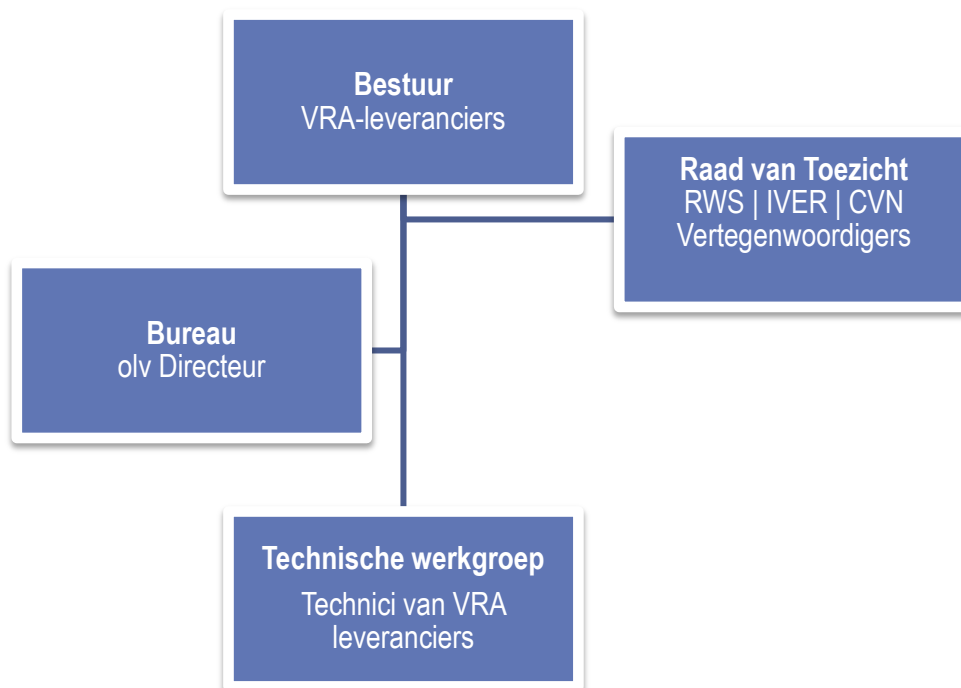 Bestuur
VRA-leveranciers
Raad van Toezicht
RWS | IVER | CVN
Vertegenwoordigers
Bureau
olv Directeur
Technische werkgroep
Technici van VRA
leveranciers